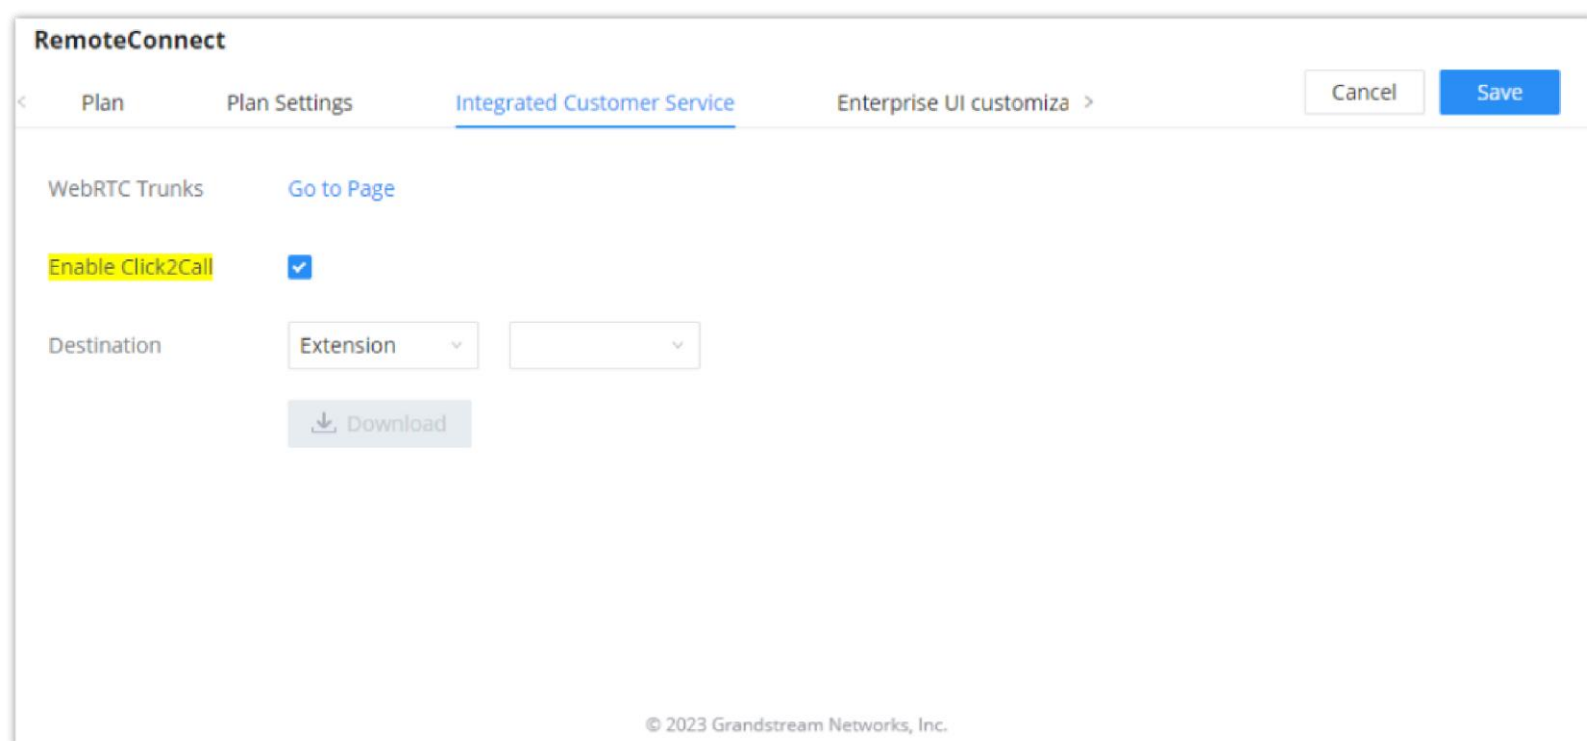 RemoteConnect
Plan Plan Settings Integrated Customer Service Enterprise UI customiza Cancel Save
WebRTC Trunks Go to Page
Enable Click2Call
Destination Extension
Download
© 2023 Grandstream Networks, Inc.